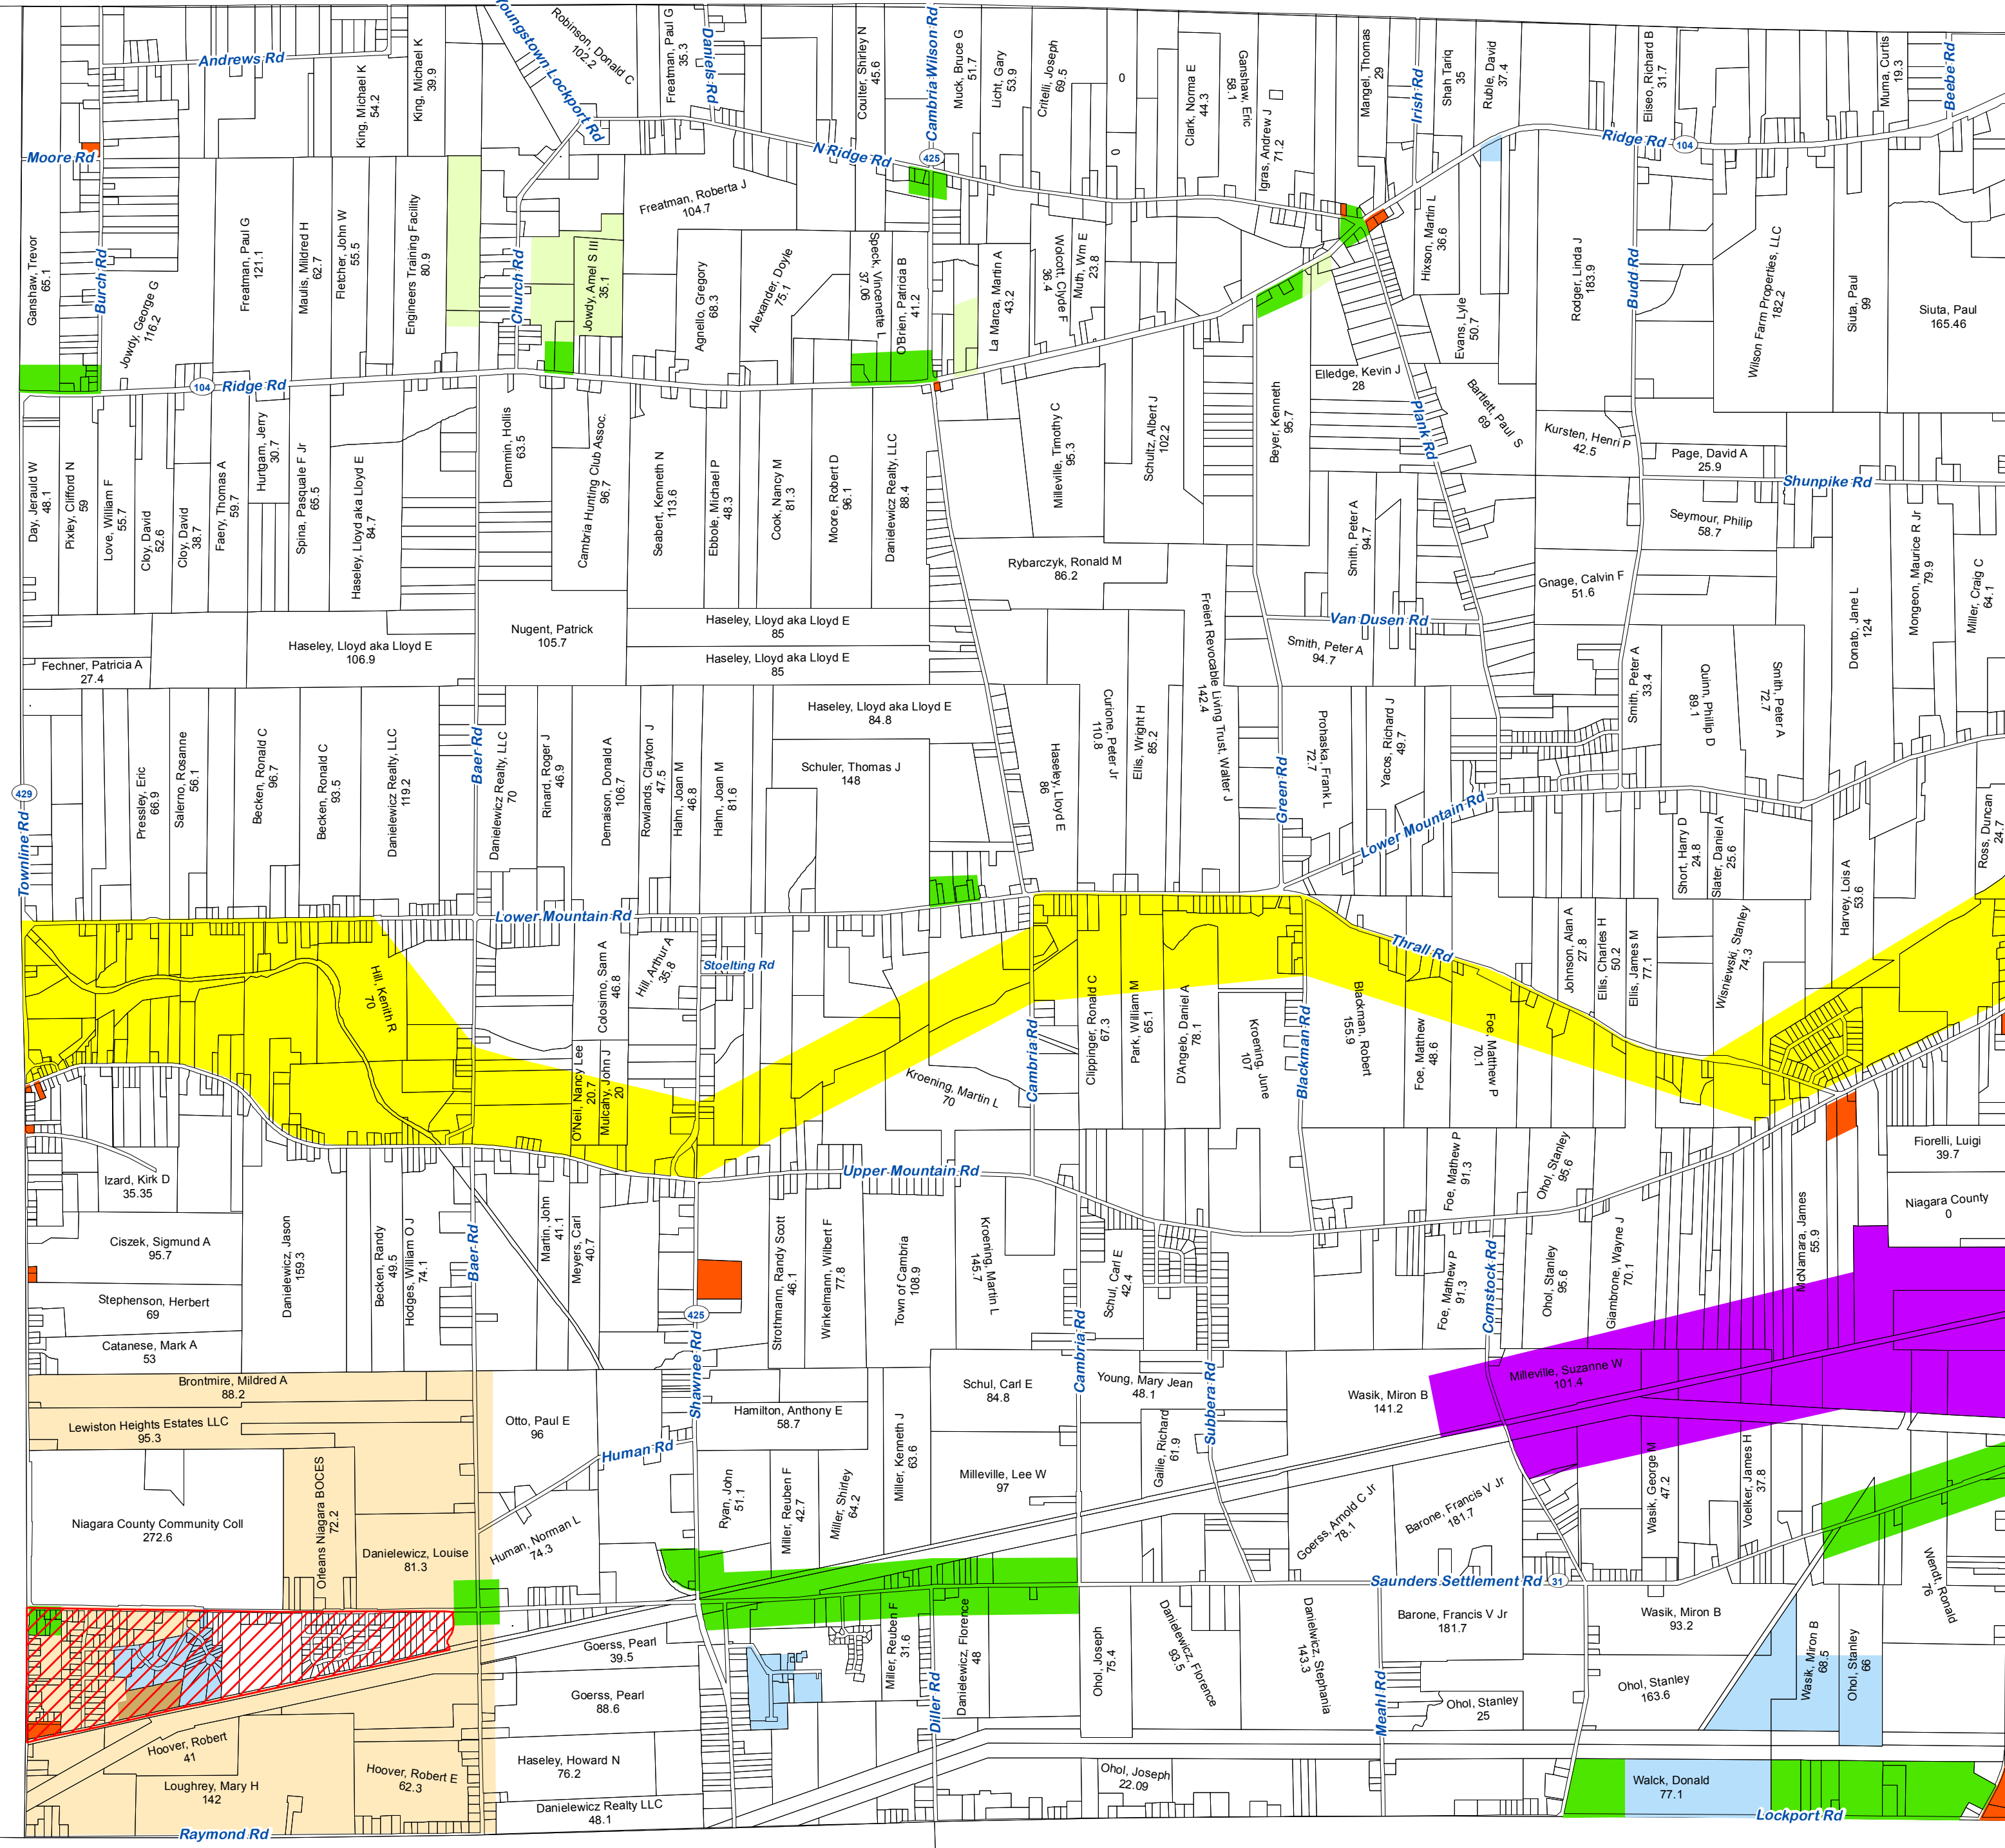 Andrews Rd
King, Michael K
54.2
King, Michael K
39.9
Youngstown Lockport Rd
Robinson, Donald C
102.2
Freatman, Paul G
35.3
Daniels Rd
Coulter, Shirley N
45.6
Cambria Wilson Rd
425
Muck, Bruce G
51.7
Licht, Gary
53.9
Critelli, Joseph
69.5
0
0
Clark, Norma E
44.3
Ganshaw, Eric
58.1
Igras, Andrew J
71.2
Mangel, Thomas
29
Irish Rd
Shah Tariq
35
Ruble, David
37.4
Eliseo, Richard B
31.7
Ridge Rd
104
Muma, Curtis
19.3
Beebe Rd
Moore Rd
N Ridge Rd
Ganshaw, Trevor
65.1
Burch Rd
Jowdy, George G
116.2
Freatman, Paul G
121.1
Maulis, Mildred H
62.7
Fletcher, John W
55.5
Engineers Training Facility
80.9
Church Rd
Jowdy, Amel S III
35.1
Freatman, Roberta J
104.7
Agnello, Gregory
68.3
Alexander, Doyle
75.1
Speck, Vincennette L
37.06
O'Brien, Patricia B
41.2
La Marca, Martin A
43.2
Wolcott, Clyde F
36.4
Muth, Wm E
23.8
Hixson, Martin L
36.6
Evans, Lyle
50.7
Rodger, Linda J
183.9
Budd Rd
Wilson Farm Properties, LLC
182.2
Siuta, Paul
99
Siuta, Paul
165.46
104
Ridge Rd
Day, Jerauld W
48.1
Pixley, Clifford N
59
Love, William F
55.7
Cloy, David
52.6
Cloy, David
38.7
Faery, Thomas A
59.7
Hurtgam, Jerry
30.7
Spina, Pasquale F Jr
65.5
Haseley, Lloyd aka Lloyd E
84.7
Demmin, Hollis
63.5
Cambria Hunting Club Assoc.
96.7
Seabert, Kenneth N
113.6
Ebbole, Michael P
48.3
Cook, Nancy M
81.3
Moore, Robert D
96.1
Danielewicz Realty, LLC
88.4
Milleville, Timothy C
95.3
Schultz, Albert J
102.2
Beyer, Kenneth
95.7
Elledge, Kevin J
28
Plank Rd
Bartlett, Paul S
69
Kursten, Henri P
42.5
Page, David A
25.9
Shunpike Rd
Smith, Peter A
94.7
Seymour, Philip
58.7
Rybarczyk, Ronald M
86.2
Gnage, Calvin F
51.6
Donato, Jane L
124
Mongeon, Maurice R Jr
79.9
Miller, Craig C
64.1
Fechner, Patricia A
27.4
Haseley, Lloyd aka Lloyd E
106.9
Nugent, Patrick
105.7
Haseley, Lloyd aka Lloyd E
85
Haseley, Lloyd aka Lloyd E
85
Freiert Revocable Living Trust, Walter J
142.4
Van Dusen Rd
Smith, Peter A
94.7
Smith, Peter A
33.4
Quinn, Phillip D
89.1
Smith, Peter A
72.7
429
Townline Rd
Pressley, Eric
66.9
Salerno, Rosanne
56.1
Becken, Ronald C
96.7
Becken, Ronald C
93.5
Danielewicz Realty, LLC
119.2
Baer Rd
Danielewicz Realty, LLC
70
Rinard, Roger J
46.9
Demaison, Donald A
106.7
Rowlands, Clayton J
47.5
Hahn, Joan M
46.8
Hahn, Joan M
81.6
Haseley, Lloyd aka Lloyd E
84.8
Schuler, Thomas J
148
Haseley, Lloyd E
86
Curione, Peter Jr
110.8
Ellis, Wright H
85.2
Green Rd
Prohaska, Frank L
72.7
Yacos, Richard J
49.7
Lower Mountain Rd
Short, Harry D
24.8
Slater, Daniel A
25.6
Harvey, Lois A
53.6
Ross, Duncan
24.7
Lower Mountain Rd
Hill, Kenith R
70
Colosimo, Sam A
46.8
Hill, Arthur A
35.8
Stoelting Rd
O'Neil, Nancy Lee
20.7
Mulcahy, John J
20
Kroening, Martin L
70
Cambria Rd
Clippinger, Ronald C
67.3
Park, William M
65.1
D'Angelo, Daniel A
78.1
Kroening, June
107
Blackman Rd
Blackman, Robert
155.9
Thrall Rd
Foe, Matthew
48.6
Foe, Matthew P
70.1
Johnson, Alan A
27.8
Ellis, Charles H
50.2
Ellis, James M
77.1
Wisniewski, Stanley
74.3
Fiorelli, Luigi
39.7
Niagara County
0
Upper Mountain Rd
Izard, Kirk D
35.35
Ciszek, Sigmund A
95.7
Stephenson, Herbert
69
Catanese, Mark A
53
Danielewicz, Jason
159.3
Becken, Randy
49.5
Hodges, William O J
74.1
Baer Rd
Martin, John
41.1
Meyers, Carl
40.7
425
Shawnee Rd
Strothmann, Randy Scott
46.1
Winkelmann, Wilbert F
77.8
Town of Cambria
108.9
Kroening, Martin L
145.7
Cambria Rd
Schul, Carl E
42.4
Subbera Rd
Foe, Mathew P
91.3
Foe, Mathew P
91.3
Comstock Rd
Ohol, Stanley
95.6
Ohol, Stanley
95.6
Giambrone, Wayne J
70.1
McNamara, James
55.9
Brontmire, Mildred A
88.2
Lewiston Heights Estates LLC
95.3
Niagara County Community Coll
272.6
Orleans Niagara BOCES
72.2
Danielewicz, Louise
81.3
Otto, Paul E
96
Human Rd
Human, Norman L
74.3
Hamilton, Anthony E
58.7
Ryan, John
51.1
Miller, Reuben F
42.7
Miller, Shirley
64.2
Miller, Kenneth J
63.6
Schul, Carl E
84.8
Milleville, Lee W
97
Young, Mary Jean
48.1
Gailie, Richard
61.9
Wasik, Miron B
141.2
Milleville, Suzanne W
101.4
Goerss, Arnold C Jr
78.1
Barone, Francis V Jr
181.7
Wasik, George M
47.2
Voelker, James H
37.8
Wendt, Ronald
76
Saunders Settlement Rd
31
Goerss, Pearl
39.5
Goerss, Pearl
88.6
Haseley, Howard N
76.2
Danielewicz Realty LLC
48.1
Hoover, Robert
41
Loughrey, Mary H
142
Hoover, Robert E
62.3
Raymond Rd
Miller, Reuben F
31.6
Diller Rd
Danielewicz, Florence
48
Ohol, Joseph
75.4
Danielewicz, Florence
93.5
Danielwicz, Stephania
143.3
Meahl Rd
Barone, Francis V Jr
181.7
Ohol, Stanley
25
Wasik, Miron B
93.2
Ohol, Stanley
163.6
Wasik, Miron B
68.5
Ohol, Stanley
66
Ohol, Joseph
22.09
Walck, Donald
77.1
Lockport Rd